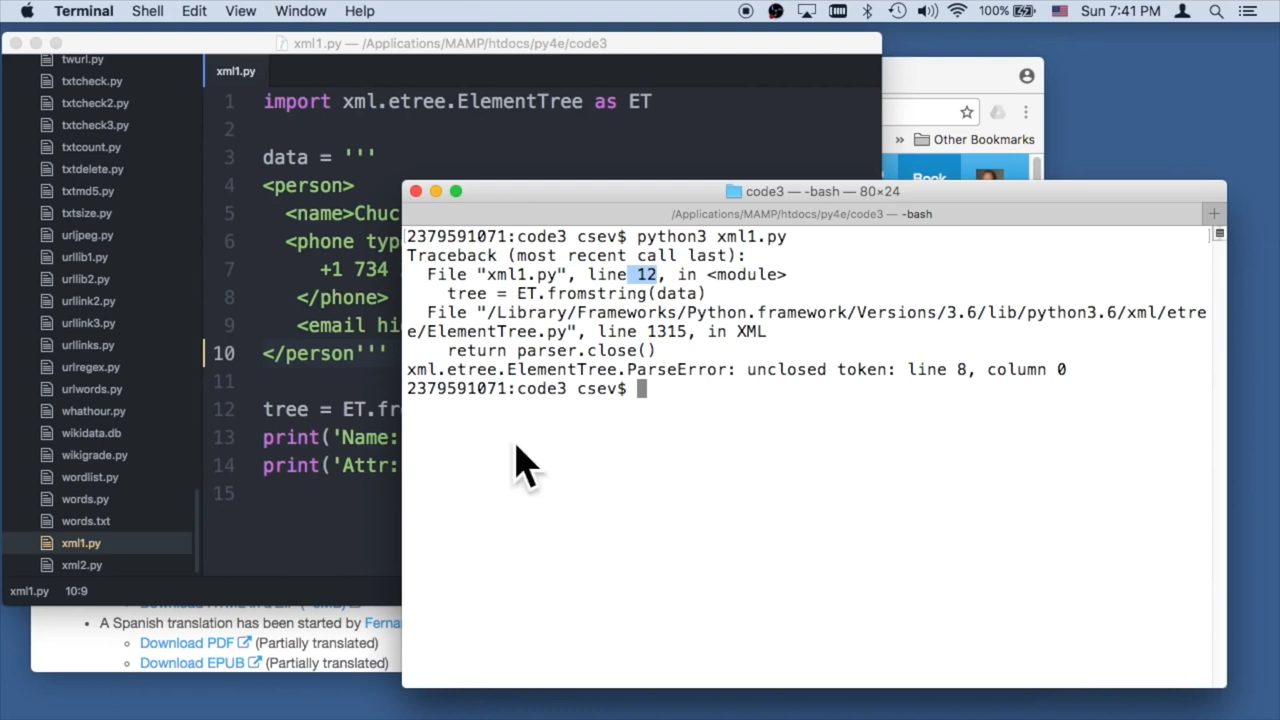 Terminal Shell Edit View Window Help 100% Sun 7:41 PM
xml1.py — /Applications/MAMP/htdocs/py4e/code3
twurl.py
txtcheck.py
txtcheck2.py
txtcheck3.py
txtcount.py
txtdelete.py
txtmd5.py
txtsize.py
urljpeg.py
urllib1.py
urllib2.py
urllink2.py
urllink3.py
urllinks.py
urlregex.py
urlwords.py
whathour.py
wikidata.db
wikigrade.py
wordlist.py
words.py
words.txt
xml1.py
xml2.py
xml1.py 10:9
xml1.py
1 import xml.etree.ElementTree as ET
2
3 data = '''
4 <person>
5 <name>Chuc
6 <phone typ
7 +1 734
8 </phone>
9 <email hi
10 </person'''
11
12 tree = ET.fr
13 print('Name:
14 print('Attr:
15
» Other Bookmarks
Book
code3 — -bash — 80×24
/Applications/MAMP/htdocs/py4e/code3 — -bash
2379591071:code3 csev$ python3 xml1.py
Traceback (most recent call last):
File "xml1.py", line 12, in <module>
tree = ET.fromstring(data)
File "/Library/Frameworks/Python.framework/Versions/3.6/lib/python3.6/xml/etre
e/ElementTree.py", line 1315, in XML
return parser.close()
xml.etree.ElementTree.ParseError: unclosed token: line 8, column 0
2379591071:code3 csev$
A Spanish translation has been started by Ferna
Download PDF (Partially translated)
Download EPUB (Partially translated)